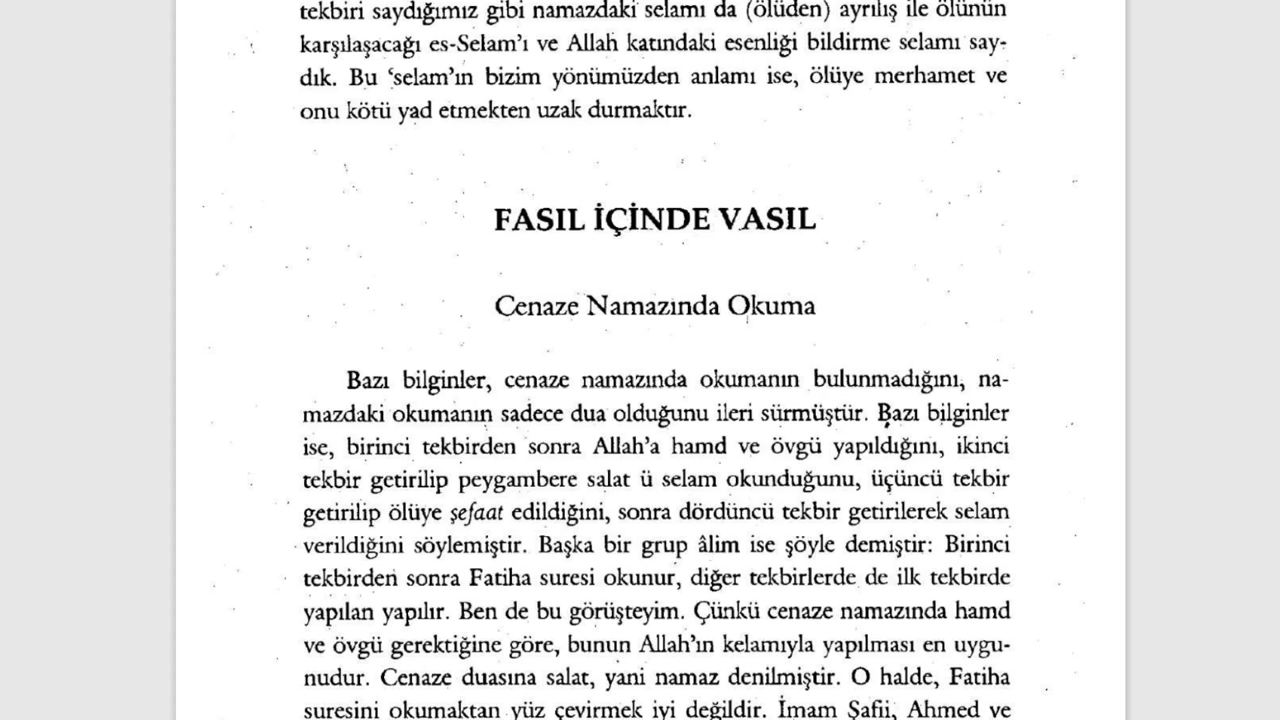 tekbiri saydığımız gibi namazdaki selamı da (ölüden) ayrılış ile ölünün
karşılaşacağı es-Selam’ı ve Allah katındaki esenliği bildirme selamı say-
dık. Bu ‘selam’ın bizim yönümüzden anlamı ise, ölüye merhamet ve
onu kötü yad etmekten uzak durmaktır.
FASIL İÇİNDE VASIL
Cenaze Namazında Okuma
Bazı bilginler, cenaze namazında okumanın bulunmadığını, na-
mazdaki okumanın sadece dua olduğunu ileri sürmüştür. Bazı bilginler
ise, birinci tekbirden sonra Allah’a hamd ve övgü yapıldığını, ikinci
tekbir getirilip peygambere salat ü selam okunduğunu, üçüncü tekbir
getirilip ölüye şefaat edildiğini, sonra dördüncü tekbir getirilerek selam
verildiğini söylemiştir. Başka bir grup âlim ise şöyle demiştir: Birinci
tekbirden sonra Fatiha suresi okunur, diğer tekbirlerde de ilk tekbirde
yapılan yapılır. Ben de bu görüşteyim. Çünkü cenaze namazında hamd
ve övgü gerektiğine göre, bunun Allah’ın kelamıyla yapılması en uygu-
nudur. Cenaze duasına salat, yani namaz denilmiştir. O halde, Fatiha
suresini okumaktan yüz çevirmek iyi değildir. İmam Şafii, Ahmed ve